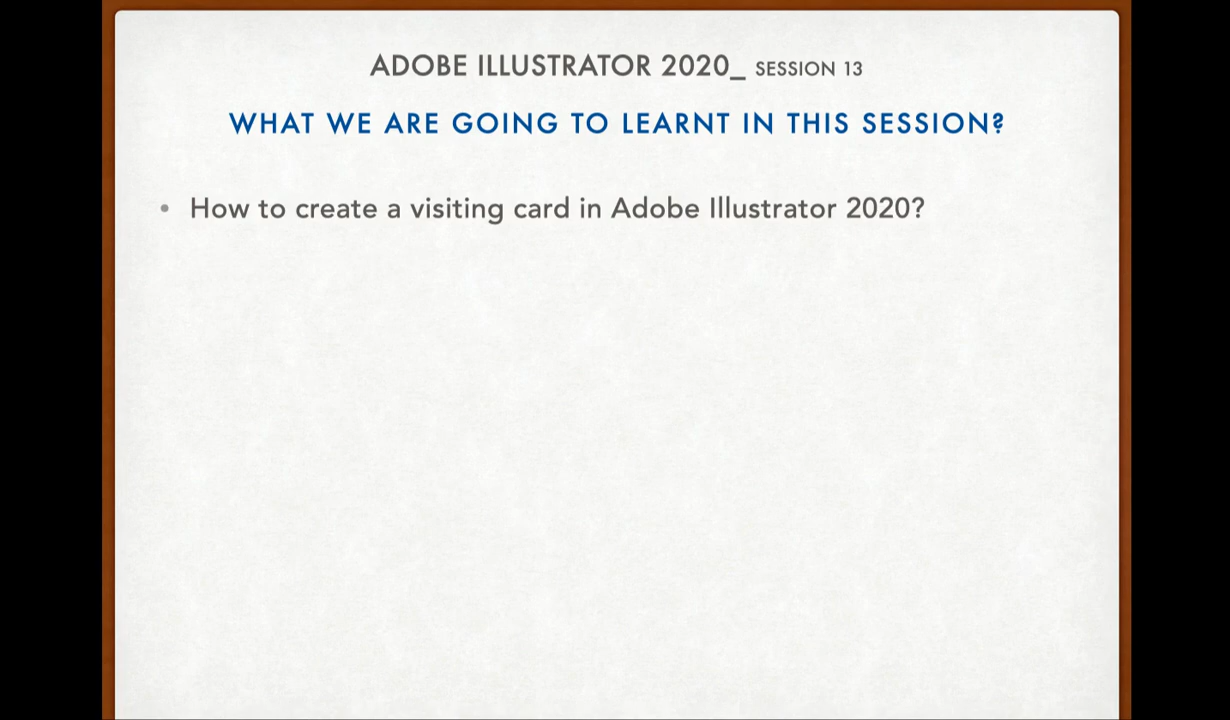 ADOBE ILLUSTRATOR 2020_ SESSION 13
WHAT WE ARE GOING TO LEARNT IN THIS SESSION?
• How to create a visiting card in Adobe Illustrator 2020?